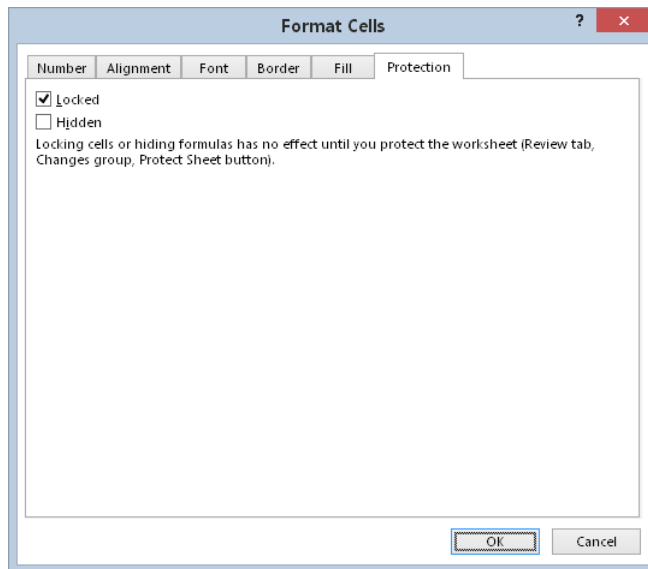 Format Cells
? ×
Number Alignment Font Border Fill Protection
Locked
Hidden
Locking cells or hiding formulas has no effect until you protect the worksheet (Review tab,
Changes group, Protect Sheet button).
OK Cancel